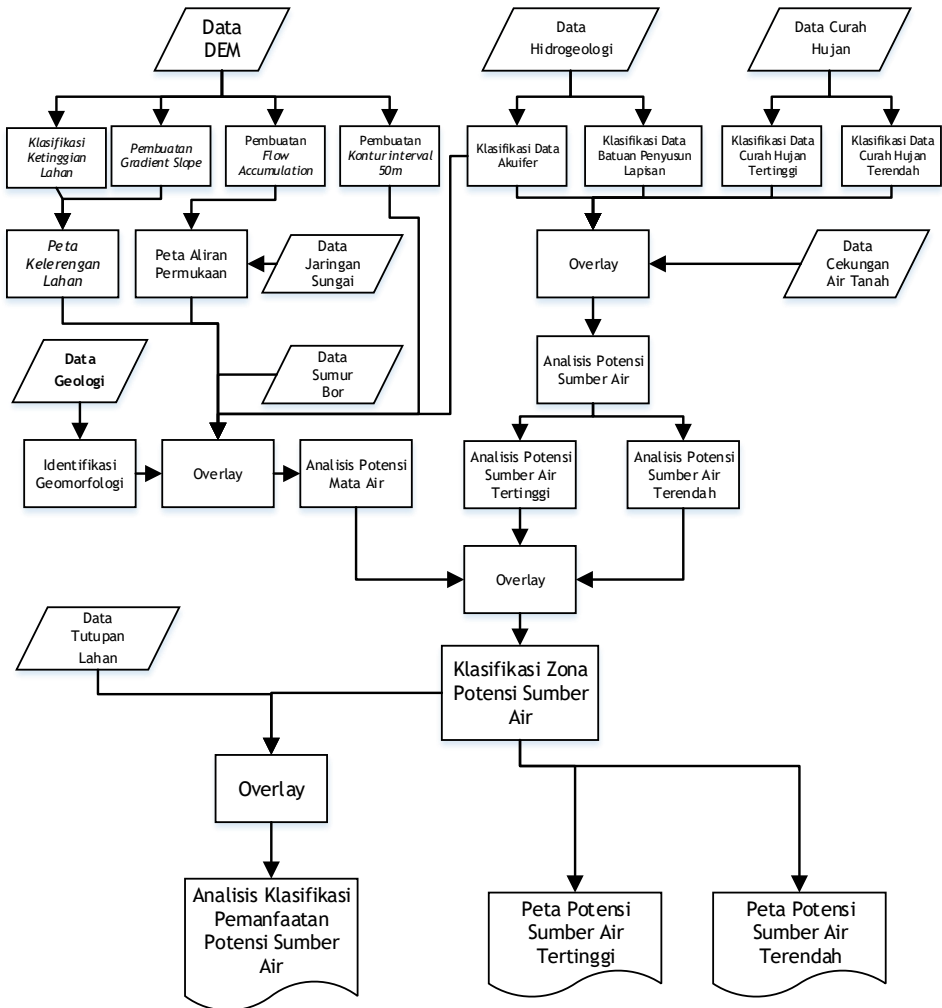 Data
DEM
Data
Hidrogeologi
Data Curah
Hujan
Klasifikasi
Ketinggian
Lahan
Pembuatan
Gradient Slope
Pembuatan
Flow
Accumulation
Pembuatan
Kontur interval
50m
Klasifikasi Data
Akuifer
Klasifikasi Data
Batuan Penyusun
Lapisan
Klasifikasi Data
Curah Hujan
Tertinggi
Klasifikasi Data
Curah Hujan
Terendah
Peta
Kelerengan
Lahan
Peta Aliran
Permukaan
Data
Jaringan
Sungai
Overlay
Data
Cekungan
Air Tanah
Data
Geologi
Data
Sumur
Bor
Analisis Potensi
Sumber Air
Identifikasi
Geomorfologi
Overlay
Analisis Potensi
Mata Air
Analisis Potensi
Sumber Air
Tertinggi
Analisis Potensi
Sumber Air
Terendah
Overlay
Data
Tutupan
Lahan
Klasifikasi Zona
Potensi Sumber
Air
Overlay
Analisis Klasifikasi
Pemanfaatan
Potensi Sumber
Air
Peta Potensi
Sumber Air
Tertinggi
Peta Potensi
Sumber Air
Terendah